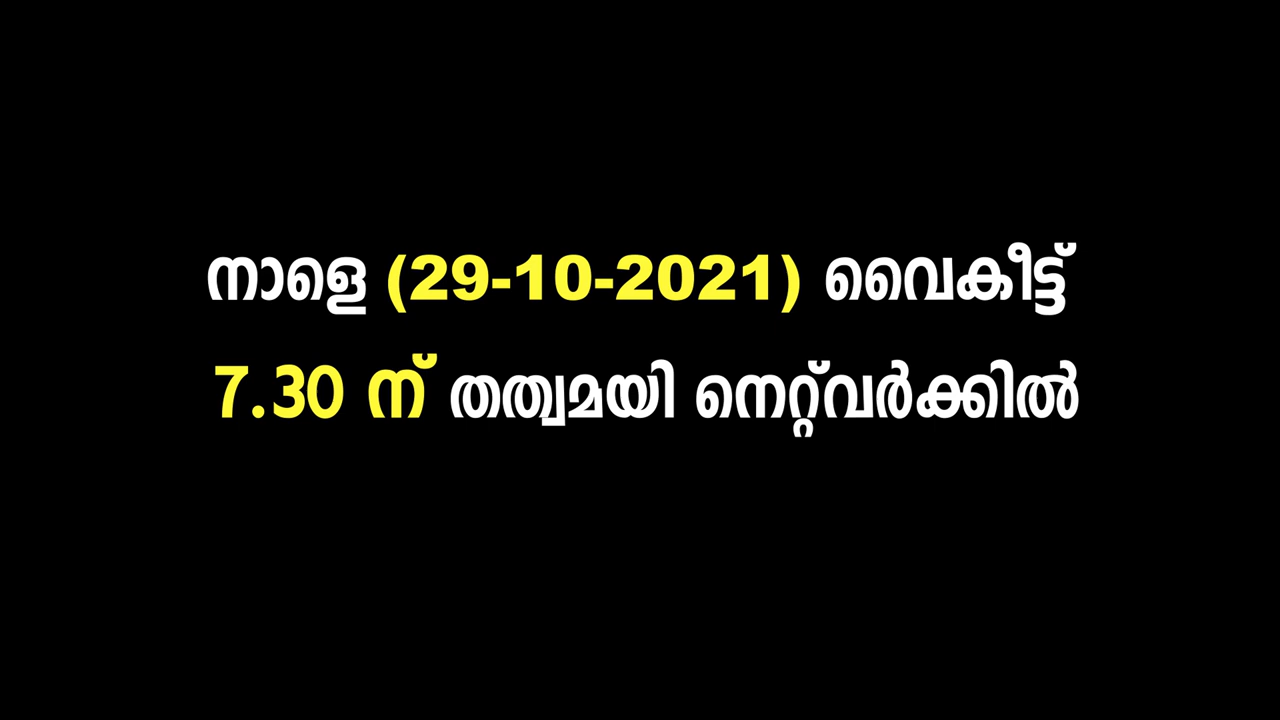 നാളെ (29-10-2021) വൈകീട്ട്
7.30 ന് തത്വമയി നെറ്റ്‌വർക്കിൽ